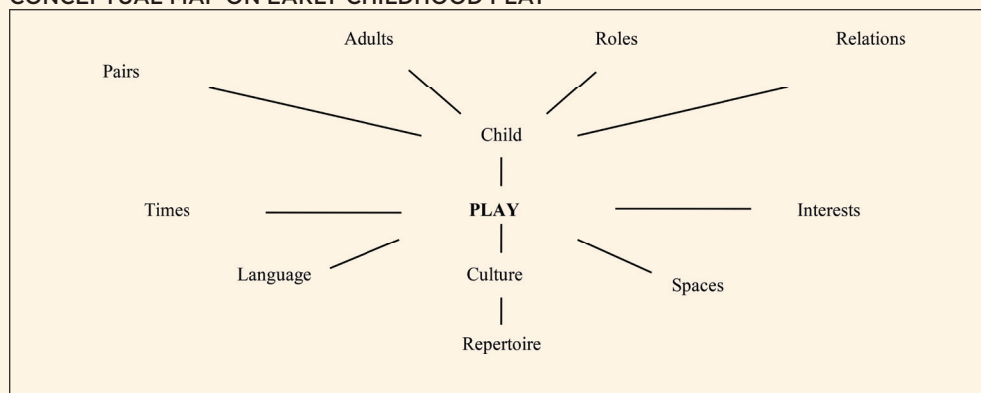 CONCEPTUAL MAP ON EARLY CHILDHOOD PLAY
Adults
Roles
Relations
Pairs
Child
Times
PLAY
Interests
Language
Culture
Spaces
Repertoire